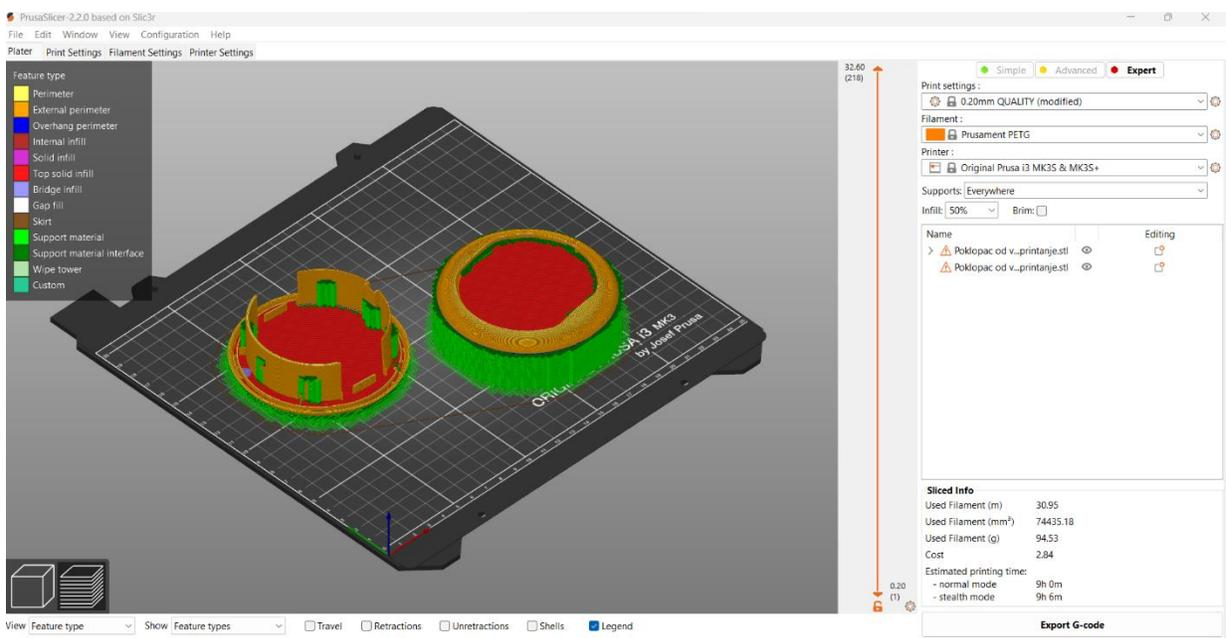 PrusaSlicer-2.2.0 based on Slic3r
File Edit Window View Configuration Help
Plater Print Settings Filament Settings Printer Settings
Feature type
Perimeter
External perimeter
Overhang perimeter
Internal infill
Solid infill
Top solid infill
Bridge infill
Gap fill
Skirt
Support material
Support material interface
Wipe tower
Custom
by Josef Prusa
32.60
(218)
0.20
(1)
Simple Advanced Expert
Print settings :
0.20mm QUALITY (modified)
Filament :
Prusament PETG
Printer :
Original Prusa i3 MK3S & MK3S+
Supports: Everywhere
Infill: 50% Brim:
Name Editing
Poklopac od v...printanje.stl
Poklopac od v...printanje.stl
Sliced Info
Used Filament (m) 30.95
Used Filament (mm³) 74435.18
Used Filament (g) 94.53
Cost 2.84
Estimated printing time:
- normal mode 9h 0m
- stealth mode 9h 6m
Export G-code
View Feature type Show Feature types Travel Retractions Unretractions Shells Legend